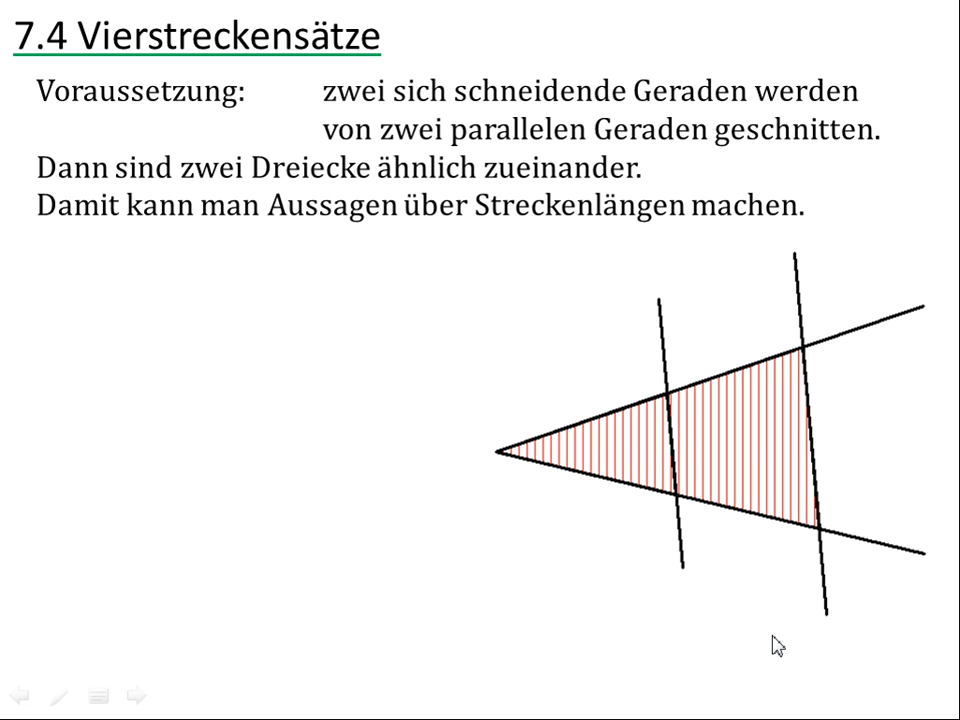 7.4 Vierstreckensätze
Voraussetzung: zwei sich schneidende Geraden werden
von zwei parallelen Geraden geschnitten.
Dann sind zwei Dreiecke ähnlich zueinander.
Damit kann man Aussagen über Streckenlängen machen.